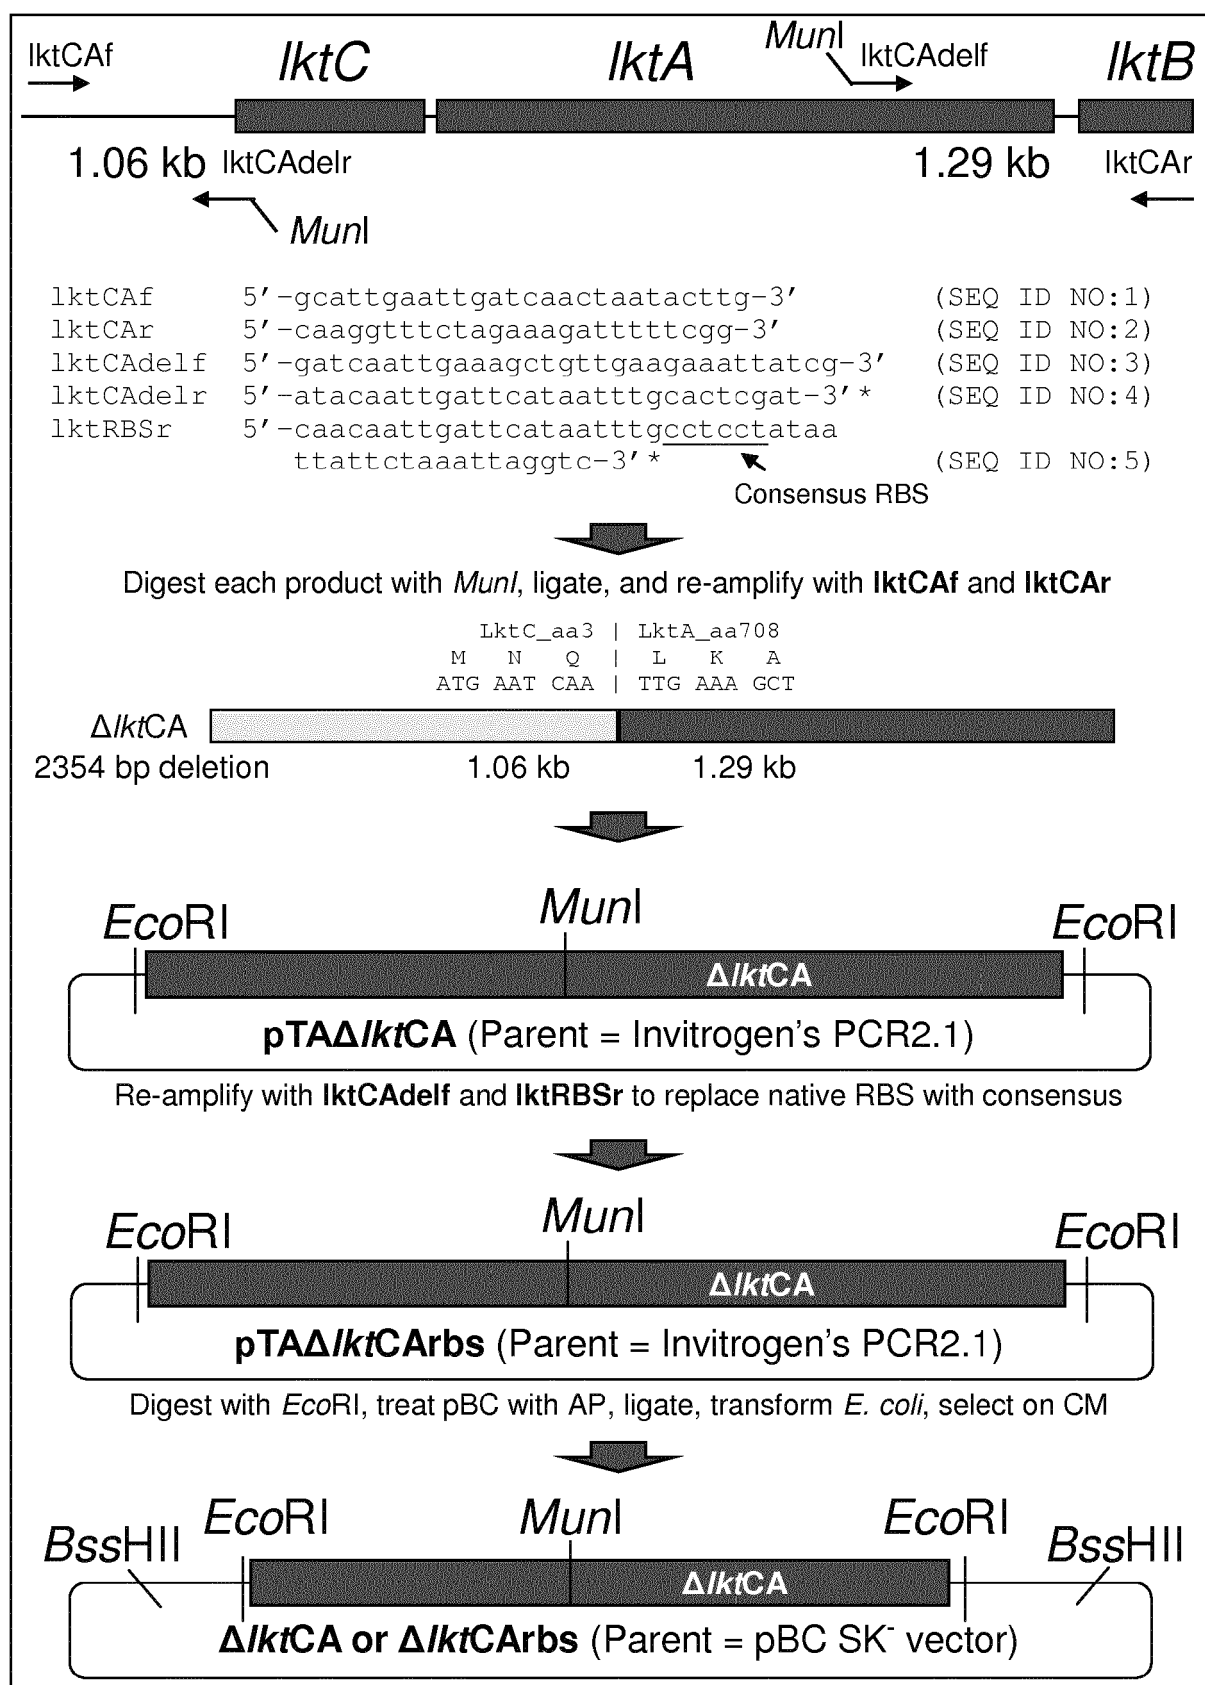 lktCAf lktC lktA MunI lktCAdelf lktB
1.06 kb lktCAdelr 1.29 kb lktCAr
MunI
lktCAf 5'-gcattgaattgatcaactaatacttg-3' (SEQ ID NO:1)
lktCAr 5'-caaggtttctagaaagatttttcgg-3' (SEQ ID NO:2)
lktCAdelf 5'-gatcaattgaaagctgttgaagaaattatcg-3' (SEQ ID NO:3)
lktCAdelr 5'-atacaattgattcataatttgcactcgat-3'* (SEQ ID NO:4)
lktRBSr 5'-caacaattgattcataatttgcctcctataa
ttattctaaattaggtc-3'* (SEQ ID NO:5)
Consensus RBS
Digest each product with MunI, ligate, and re-amplify with lktCAf and lktCAr
LktC_aa3 | LktA_aa708
M N Q | L K A
ATG AAT CAA | TTG AAA GCT
ΔlktCA
2354 bp deletion 1.06 kb 1.29 kb
EcoRI MunI EcoRI
ΔlktCA
pTAΔlktCA (Parent = Invitrogen's PCR2.1)
Re-amplify with lktCAdelf and lktRBSr to replace native RBS with consensus
EcoRI MunI EcoRI
ΔlktCA
pTAΔlktCArbs (Parent = Invitrogen's PCR2.1)
Digest with EcoRI, treat pBC with AP, ligate, transform E. coli, select on CM
BssHII EcoRI MunI EcoRI BssHII
ΔlktCA
ΔlktCA or ΔlktCArbs (Parent = pBC SK⁻ vector)